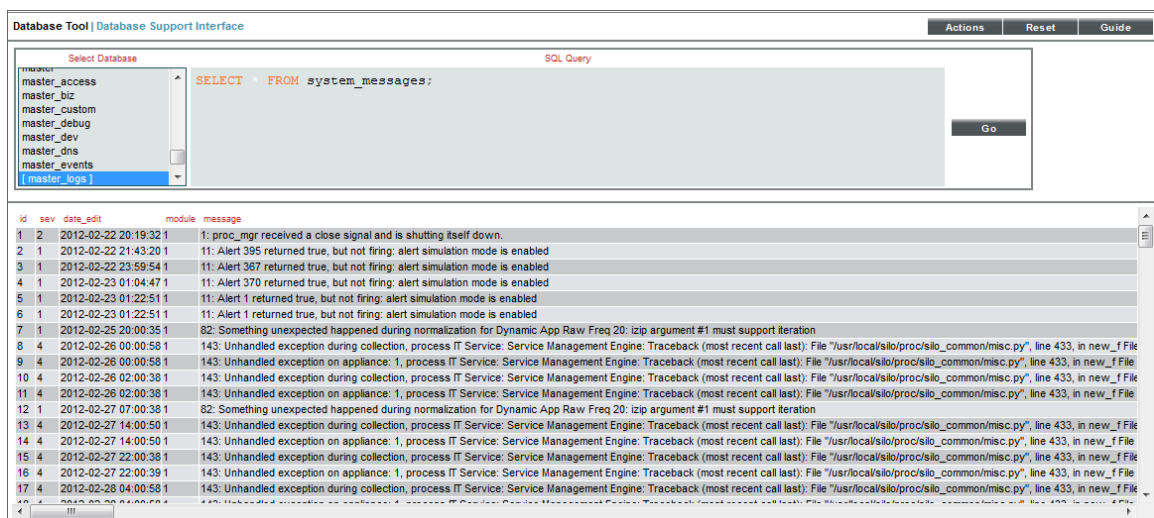 Database Tool | Database Support Interface Actions Reset Guide
Select Database SQL Query
master
master_access
master_biz
master_custom
master_debug
master_dev
master_dns
master_events
[ master_logs ]
SELECT * FROM system_messages;
Go
id sev date_edit module message
1 2 2012-02-22 20:19:32 1 1: proc_mgr received a close signal and is shutting itself down.
2 1 2012-02-22 21:43:20 1 11: Alert 395 returned true, but not firing: alert simulation mode is enabled
3 1 2012-02-22 23:59:54 1 11: Alert 367 returned true, but not firing: alert simulation mode is enabled
4 1 2012-02-23 01:04:47 1 11: Alert 370 returned true, but not firing: alert simulation mode is enabled
5 1 2012-02-23 01:22:51 1 11: Alert 1 returned true, but not firing: alert simulation mode is enabled
6 1 2012-02-23 01:22:51 1 11: Alert 1 returned true, but not firing: alert simulation mode is enabled
7 1 2012-02-25 20:00:35 1 82: Something unexpected happened during normalization for Dynamic App Raw Freq 20: izip argument #1 must support iteration
8 4 2012-02-26 00:00:58 1 143: Unhandled exception during collection, process IT Service: Service Management Engine: Traceback (most recent call last): File "/usr/local/silo/proc/silo_common/misc.py", line 433, in new_f File
9 4 2012-02-26 00:00:58 1 143: Unhandled exception on appliance: 1, process IT Service: Service Management Engine: Traceback (most recent call last): File "/usr/local/silo/proc/silo_common/misc.py", line 433, in new_f File
10 4 2012-02-26 02:00:38 1 143: Unhandled exception during collection, process IT Service: Service Management Engine: Traceback (most recent call last): File "/usr/local/silo/proc/silo_common/misc.py", line 433, in new_f File
11 4 2012-02-26 02:00:38 1 143: Unhandled exception on appliance: 1, process IT Service: Service Management Engine: Traceback (most recent call last): File "/usr/local/silo/proc/silo_common/misc.py", line 433, in new_f File
12 1 2012-02-27 07:00:38 1 82: Something unexpected happened during normalization for Dynamic App Raw Freq 20: izip argument #1 must support iteration
13 4 2012-02-27 14:00:50 1 143: Unhandled exception during collection, process IT Service: Service Management Engine: Traceback (most recent call last): File "/usr/local/silo/proc/silo_common/misc.py", line 433, in new_f File
14 4 2012-02-27 14:00:50 1 143: Unhandled exception on appliance: 1, process IT Service: Service Management Engine: Traceback (most recent call last): File "/usr/local/silo/proc/silo_common/misc.py", line 433, in new_f File
15 4 2012-02-27 22:00:38 1 143: Unhandled exception during collection, process IT Service: Service Management Engine: Traceback (most recent call last): File "/usr/local/silo/proc/silo_common/misc.py", line 433, in new_f File
16 4 2012-02-27 22:00:39 1 143: Unhandled exception on appliance: 1, process IT Service: Service Management Engine: Traceback (most recent call last): File "/usr/local/silo/proc/silo_common/misc.py", line 433, in new_f File
17 4 2012-02-28 04:00:58 1 143: Unhandled exception during collection, process IT Service: Service Management Engine: Traceback (most recent call last): File "/usr/local/silo/proc/silo_common/misc.py", line 433, in new_f File